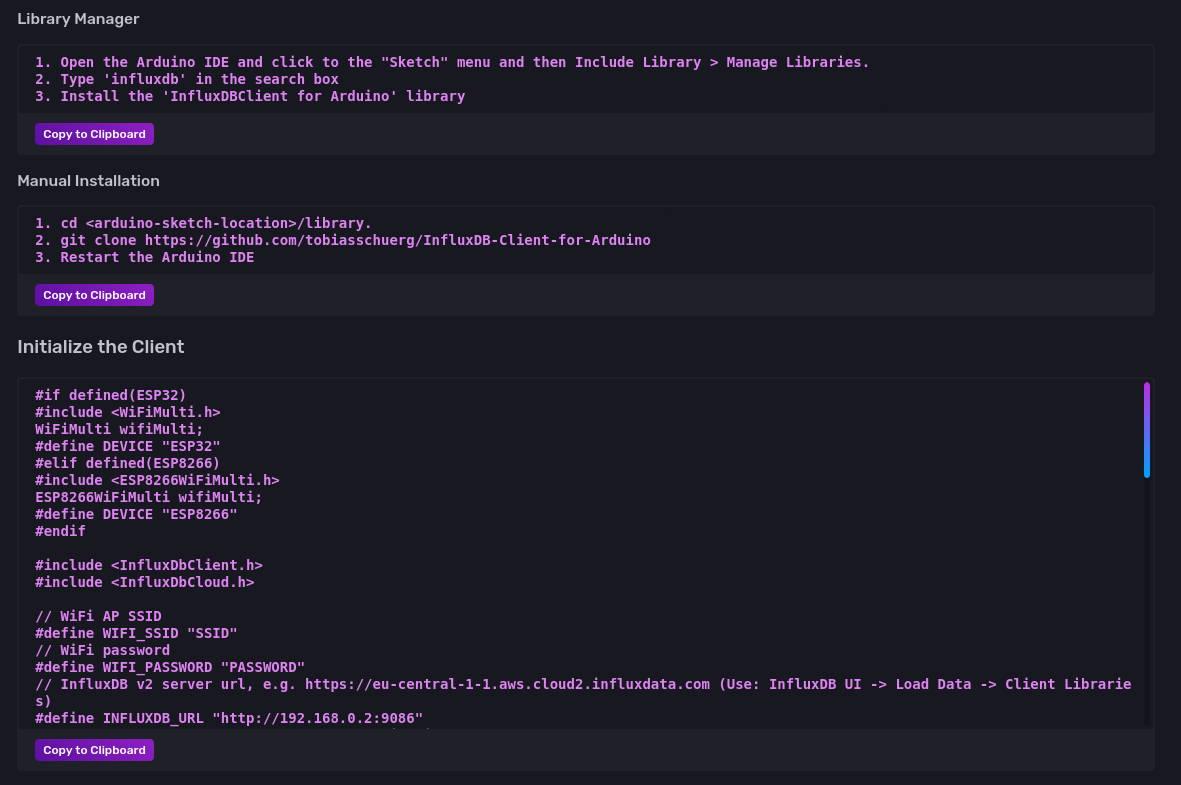 Library Manager
1. Open the Arduino IDE and click to the "Sketch" menu and then Include Library > Manage Libraries.
2. Type 'influxdb' in the search box
3. Install the 'InfluxDBClient for Arduino' library
Copy to Clipboard
Manual Installation
1. cd <arduino-sketch-location>/library.
2. git clone https://github.com/tobiasschuerg/InfluxDB-Client-for-Arduino
3. Restart the Arduino IDE
Copy to Clipboard
Initialize the Client
#if defined(ESP32)
#include <WiFiMulti.h>
WiFiMulti wifiMulti;
#define DEVICE "ESP32"
#elif defined(ESP8266)
#include <ESP8266WiFiMulti.h>
ESP8266WiFiMulti wifiMulti;
#define DEVICE "ESP8266"
#endif
#include <InfluxDbClient.h>
#include <InfluxDbCloud.h>
// WiFi AP SSID
#define WIFI_SSID "SSID"
// WiFi password
#define WIFI_PASSWORD "PASSWORD"
// InfluxDB v2 server url, e.g. https://eu-central-1-1.aws.cloud2.influxdata.com (Use: InfluxDB UI -> Load Data -> Client Librarie
s)
#define INFLUXDB_URL "http://192.168.0.2:9086"
Copy to Clipboard